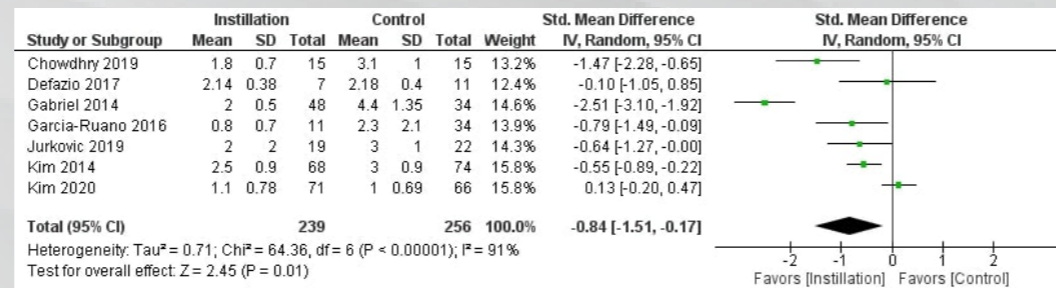 Instillation Control Std. Mean Difference Std. Mean Difference
Study or Subgroup Mean SD Total Mean SD Total Weight IV, Random, 95% CI IV, Random, 95% CI
Chowdhry 2019 1.8 0.7 15 3.1 1 15 13.2% -1.47 [-2.28, -0.65]
Defazio 2017 2.14 0.38 7 2.18 0.4 11 12.4% -0.10 [-1.05, 0.85]
Gabriel 2014 2 0.5 48 4.4 1.35 34 14.6% -2.51 [-3.10, -1.92]
Garcia-Ruano 2016 0.8 0.7 11 2.3 2.1 34 13.9% -0.79 [-1.49, -0.09]
Jurkovic 2019 2 2 19 3 1 22 14.3% -0.64 [-1.27, -0.00]
Kim 2014 2.5 0.9 68 3 0.9 74 15.8% -0.55 [-0.89, -0.22]
Kim 2020 1.1 0.78 71 1 0.69 66 15.8% 0.13 [-0.20, 0.47]
Total (95% CI) 239 256 100.0% -0.84 [-1.51, -0.17]
Heterogeneity: Tau² = 0.71; Chi² = 64.36, df = 6 (P < 0.00001); I² = 91%
Test for overall effect: Z = 2.45 (P = 0.01)
-2 -1 0 1 2
Favors [Instillation] Favors [Control]